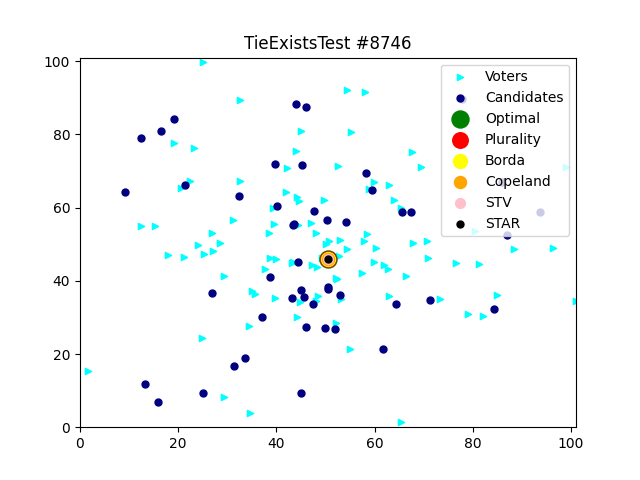 TieExistsTest #8746
100
80
60
40
20
0
0 20 40 60 80 100
Voters
Candidates
Optimal
Plurality
Borda
Copeland
STV
STAR